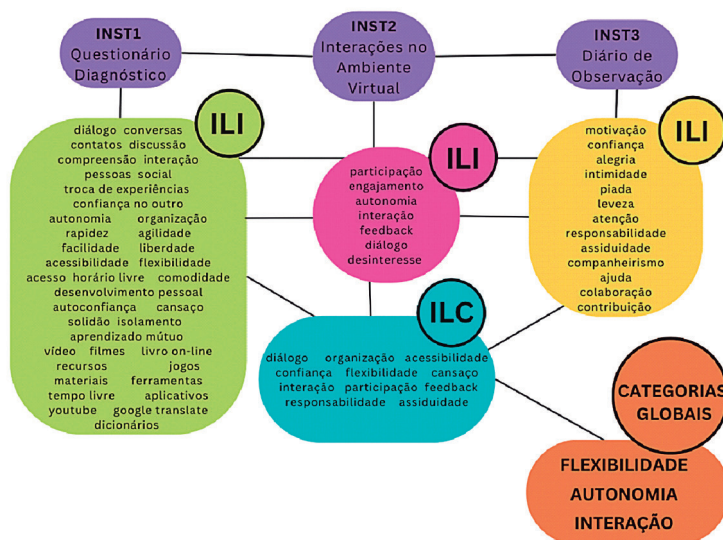 INST1
Questionário
Diagnóstico
INST2
Interações no
Ambiente
Virtual
INST3
Diário de
Observação
ILI
diálogo conversas
contatos discussão
compreensão interação
pessoas social
troca de experiências
confiança no outro
autonomia organização
rapidez agilidade
facilidade liberdade
acessibilidade flexibilidade
acesso horário livre comodidade
desenvolvimento pessoal
autoconfiança cansaço
solidão isolamento
aprendizado mútuo
vídeo filmes livro on-line
recursos jogos
materiais ferramentas
tempo livre aplicativos
youtube google translate
dicionários
ILI
participação
engajamento
autonomia
interação
feedback
diálogo
desinteresse
ILI
motivação
confiança
alegria
intimidade
piada
leveza
atenção
responsabilidade
assiduidade
companheirismo
ajuda
colaboração
contribuição
ILC
diálogo organização acessibilidade
confiança flexibilidade cansaço
interação participação feedback
responsabilidade assiduidade
CATEGORIAS
GLOBAIS
FLEXIBILIDADE
AUTONOMIA
INTERAÇÃO